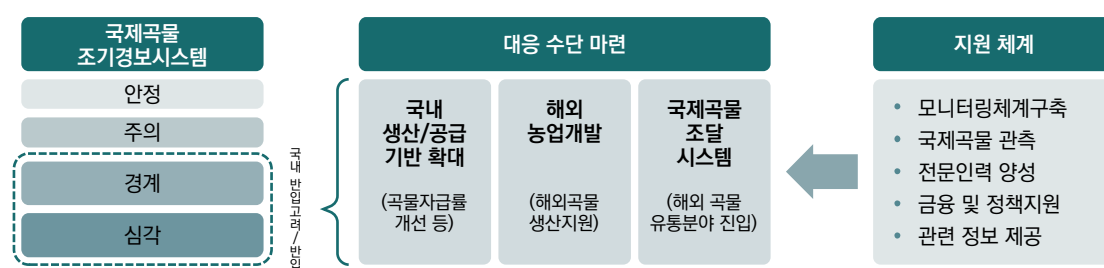 국제곡물
조기경보시스템
안정
주의
경계
심각
국내 반입고려/반입
대응 수단 마련
국내
생산/공급
기반 확대
(곡물자급률
개선 등)
해외
농업개발
(해외곡물
생산지원)
국제곡물
조달
시스템
(해외 곡물
유통분야 진입)
지원 체계
• 모니터링체계구축
• 국제곡물 관측
• 전문인력 양성
• 금융 및 정책지원
• 관련 정보 제공